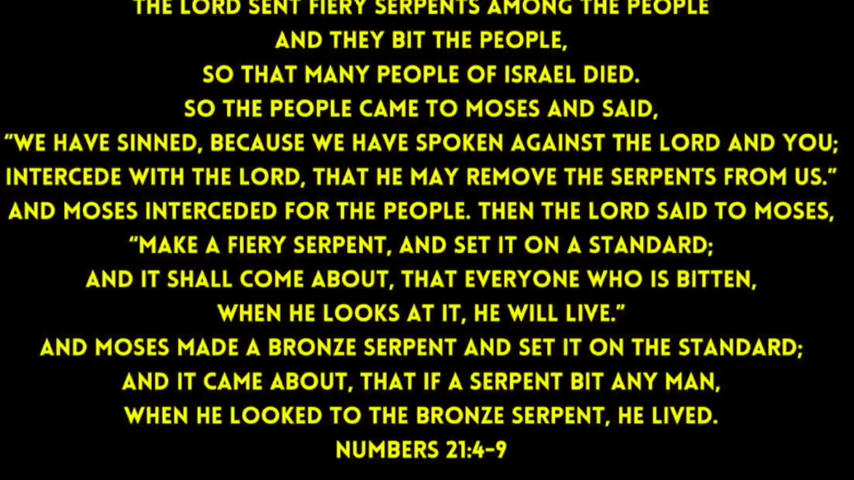 THE LORD SENT FIERY SERPENTS AMONG THE PEOPLE
AND THEY BIT THE PEOPLE,
SO THAT MANY PEOPLE OF ISRAEL DIED.
SO THE PEOPLE CAME TO MOSES AND SAID,
“WE HAVE SINNED, BECAUSE WE HAVE SPOKEN AGAINST THE LORD AND YOU;
INTERCEDE WITH THE LORD, THAT HE MAY REMOVE THE SERPENTS FROM US.”
AND MOSES INTERCEDED FOR THE PEOPLE. THEN THE LORD SAID TO MOSES,
“MAKE A FIERY SERPENT, AND SET IT ON A STANDARD;
AND IT SHALL COME ABOUT, THAT EVERYONE WHO IS BITTEN,
WHEN HE LOOKS AT IT, HE WILL LIVE.”
AND MOSES MADE A BRONZE SERPENT AND SET IT ON THE STANDARD;
AND IT CAME ABOUT, THAT IF A SERPENT BIT ANY MAN,
WHEN HE LOOKED TO THE BRONZE SERPENT, HE LIVED.
NUMBERS 21:4-9